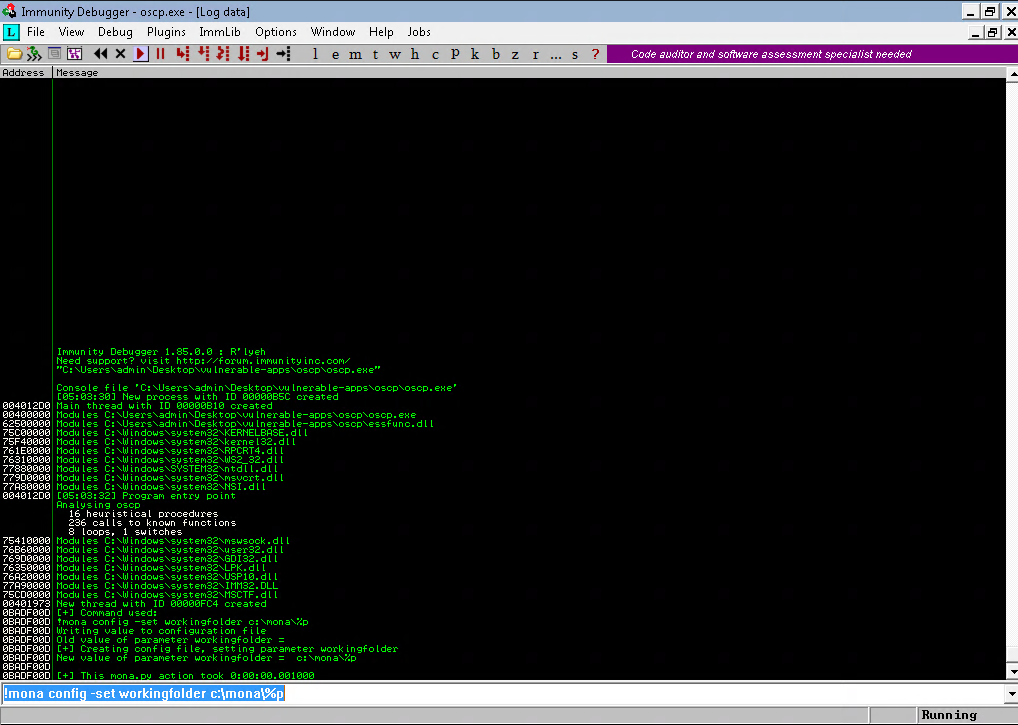 Immunity Debugger - oscp.exe - [Log data]
L File View Debug Plugins ImmLib Options Window Help Jobs
l e m t w h c P k b z r ... s ? Code auditor and software assessment specialist needed
Address Message
Immunity Debugger 1.85.0.0 : R'lyeh
Need support? visit http://forum.immunityinc.com/
"C:\Users\admin\Desktop\vulnerable-apps\oscp\oscp.exe"
Console file 'C:\Users\admin\Desktop\vulnerable-apps\oscp\oscp.exe'
[05:03:30] New process with ID 00000B5C created
004012D0 Main thread with ID 00000B10 created
00400000 Modules C:\Users\admin\Desktop\vulnerable-apps\oscp\oscp.exe
62500000 Modules C:\Users\admin\Desktop\vulnerable-apps\oscp\essfunc.dll
75C00000 Modules C:\Windows\system32\KERNELBASE.dll
75F40000 Modules C:\Windows\system32\kernel32.dll
761E0000 Modules C:\Windows\system32\RPCRT4.dll
76310000 Modules C:\Windows\system32\WS2_32.dll
77880000 Modules C:\Windows\SYSTEM32\ntdll.dll
779D0000 Modules C:\Windows\system32\msvcrt.dll
77A80000 Modules C:\Windows\system32\NSI.dll
004012D0 [05:03:32] Program entry point
Analysing oscp
16 heuristical procedures
236 calls to known functions
8 loops, 1 switches
75410000 Modules C:\Windows\system32\mswsock.dll
76B60000 Modules C:\Windows\system32\user32.dll
769D0000 Modules C:\Windows\system32\GDI32.dll
76350000 Modules C:\Windows\system32\LPK.dll
76A20000 Modules C:\Windows\system32\USP10.dll
77A90000 Modules C:\Windows\system32\IMM32.DLL
75CD0000 Modules C:\Windows\system32\MSCTF.dll
00401973 New thread with ID 00000FC4 created
0BADF00D [+] Command used:
0BADF00D !mona config -set workingfolder c:\mona\%p
0BADF00D Writing value to configuration file
0BADF00D Old value of parameter workingfolder =
0BADF00D [+] Creating config file, setting parameter workingfolder
0BADF00D New value of parameter workingfolder = c:\mona\%p
0BADF00D
0BADF00D [+] This mona.py action took 0:00:00.001000
!mona config -set workingfolder c:\mona\%p
Running